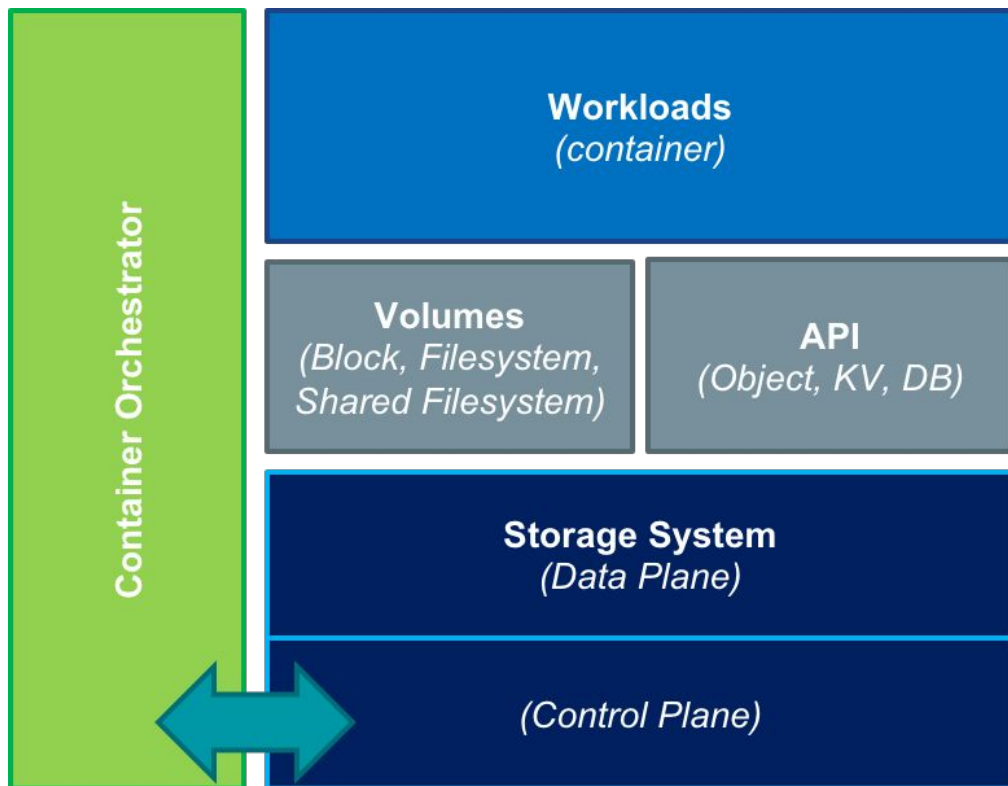 Container Orchestrator
Workloads
(container)
Volumes
(Block, Filesystem,
Shared Filesystem)
API
(Object, KV, DB)
Storage System
(Data Plane)
(Control Plane)